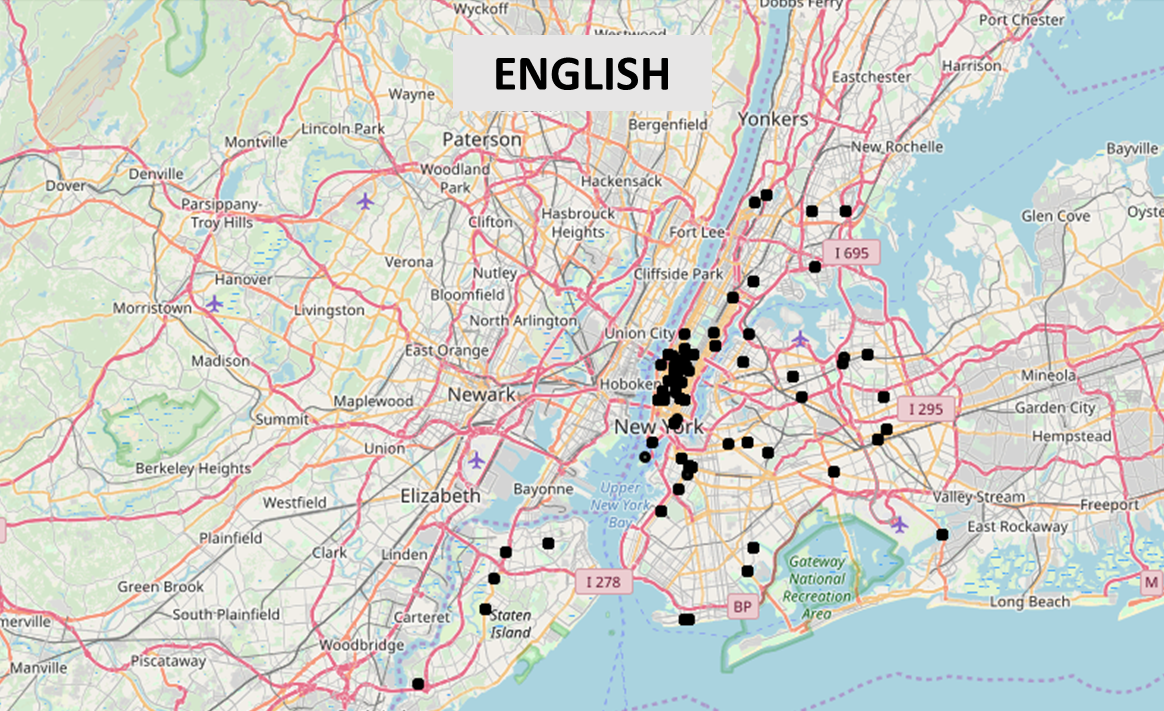 Wyckoff
Dobbs Ferry
Port Chester
ENGLISH
Eastchester
Harrison
Wayne
Lincoln Park
Bergenfield
Yonkers
Montville
Paterson
New Rochelle
Bayville
Denville
Woodland
Park
Hackensack
Dover
Parsippany-
Troy Hills
Clifton
Hasbrouck
Heights
Fort Lee
Glen Cove
Oyste
I 695
Verona
Nutley
Cliffside Park
Hanover
Bloomfield
Morristown
Livingston
North Arlington
Union City
East Orange
Madison
Mineola
Maplewood
Newark
Hoboken
I 295
Garden City
Summit
New York
Hempstead
Union
Berkeley Heights
Elizabeth
Bayonne
Upper
New York
Bay
Valley Stream
Freeport
Westfield
East Rockaway
Plainfield
Clark
Linden
Gateway
National
Recreation
Area
Green Brook
I 278
M
South Plainfield
Carteret
BP
Long Beach
merville
Staten
Island
Woodbridge
Piscataway
Manville